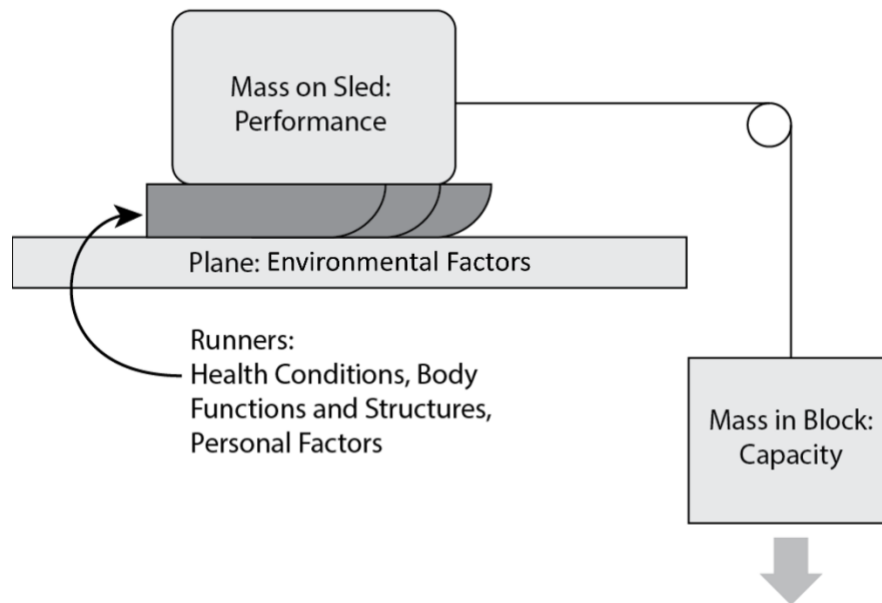 Mass on Sled:
Performance
Plane: Environmental Factors
Runners:
Health Conditions, Body
Functions and Structures,
Personal Factors
Mass in Block:
Capacity